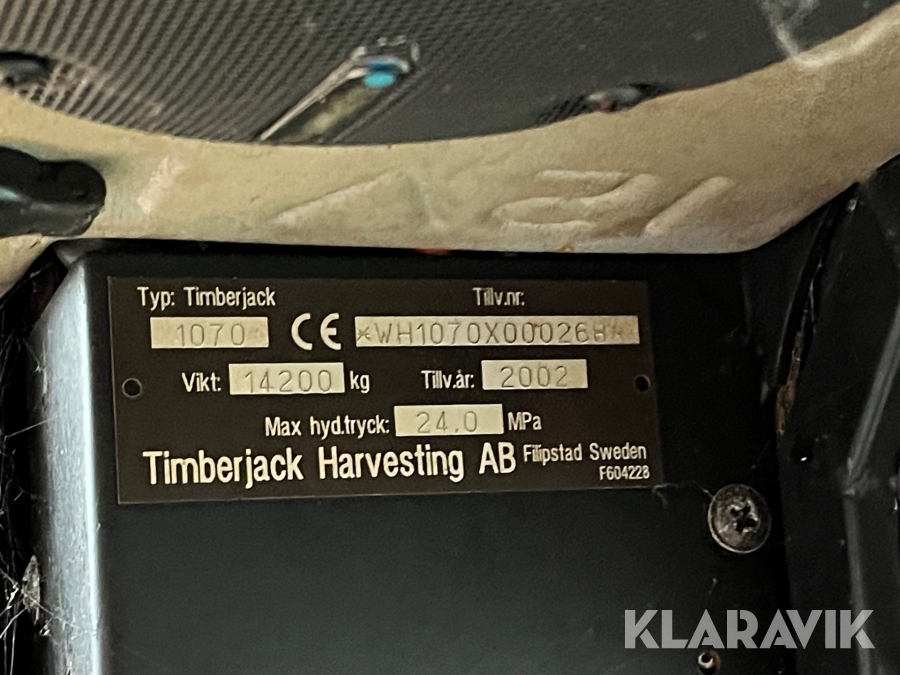 Typ: Timberjack Tillv.nr:
1070 CE
Vikt: 14200 kg Tillv.år: 2002
Max hyd.tryck: 24.0 MPa
Timberjack Harvesting AB Filipstad Sweden
F604228
KLARAVIK